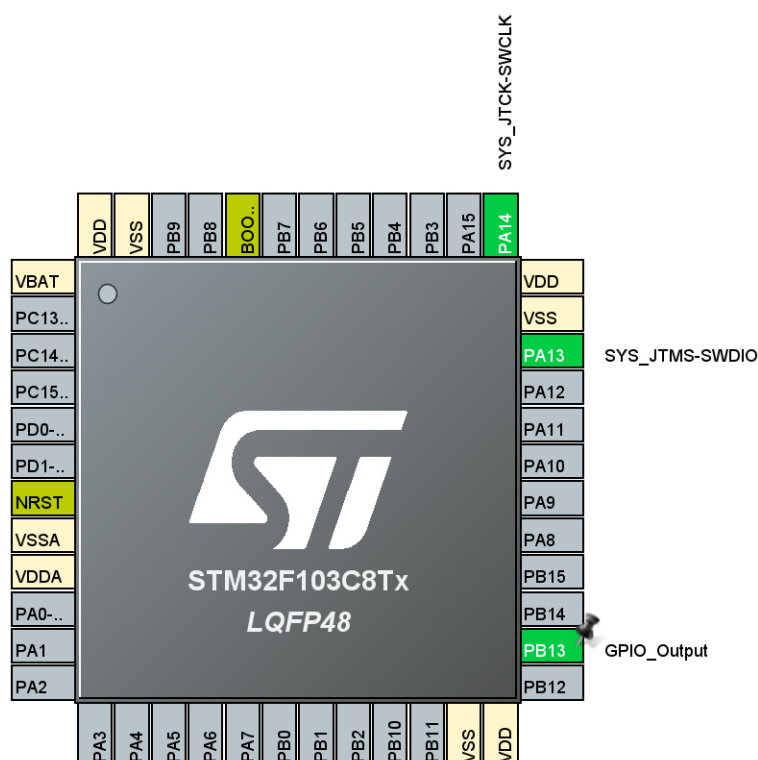 SYS_JTCK-SWCLK
VDD
VSS
PB9
PB8
BOO..
PB7
PB6
PB5
PB4
PB3
PA15
PA14
VBAT
PC13..
PC14..
PC15..
PD0-..
PD1-..
NRST
VSSA
VDDA
PA0-..
PA1
PA2
ST
STM32F103C8Tx
LQFP48
VDD
VSS
PA13 SYS_JTMS-SWDIO
PA12
PA11
PA10
PA9
PA8
PB15
PB14
PB13 GPIO_Output
PB12
PA3
PA4
PA5
PA6
PA7
PB0
PB1
PB2
PB10
PB11
VSS
VDD